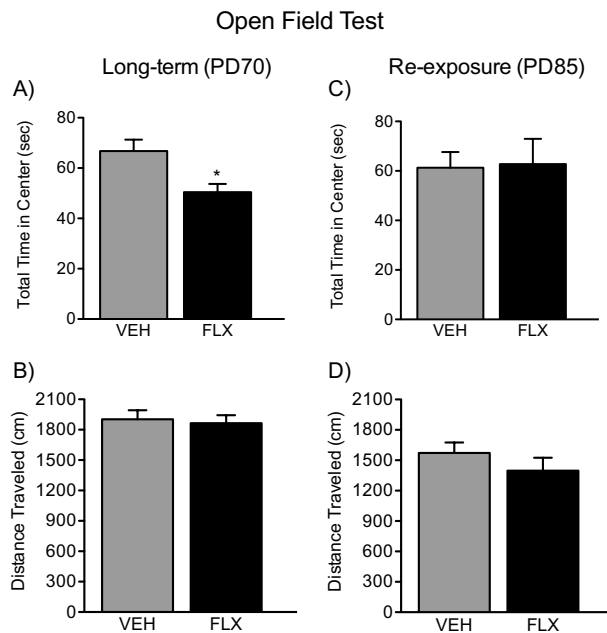 Open Field Test
Long-term (PD70)
Re-exposure (PD85)
A)
Total Time in Center (sec)
80
60
40
20
0
*
VEH FLX
C)
Total Time in Center (sec)
80
60
40
20
0
VEH FLX
B)
Distance Traveled (cm)
2100
1800
1500
1200
900
600
300
0
VEH FLX
D)
Distance Traveled (cm)
2100
1800
1500
1200
900
600
300
0
VEH FLX